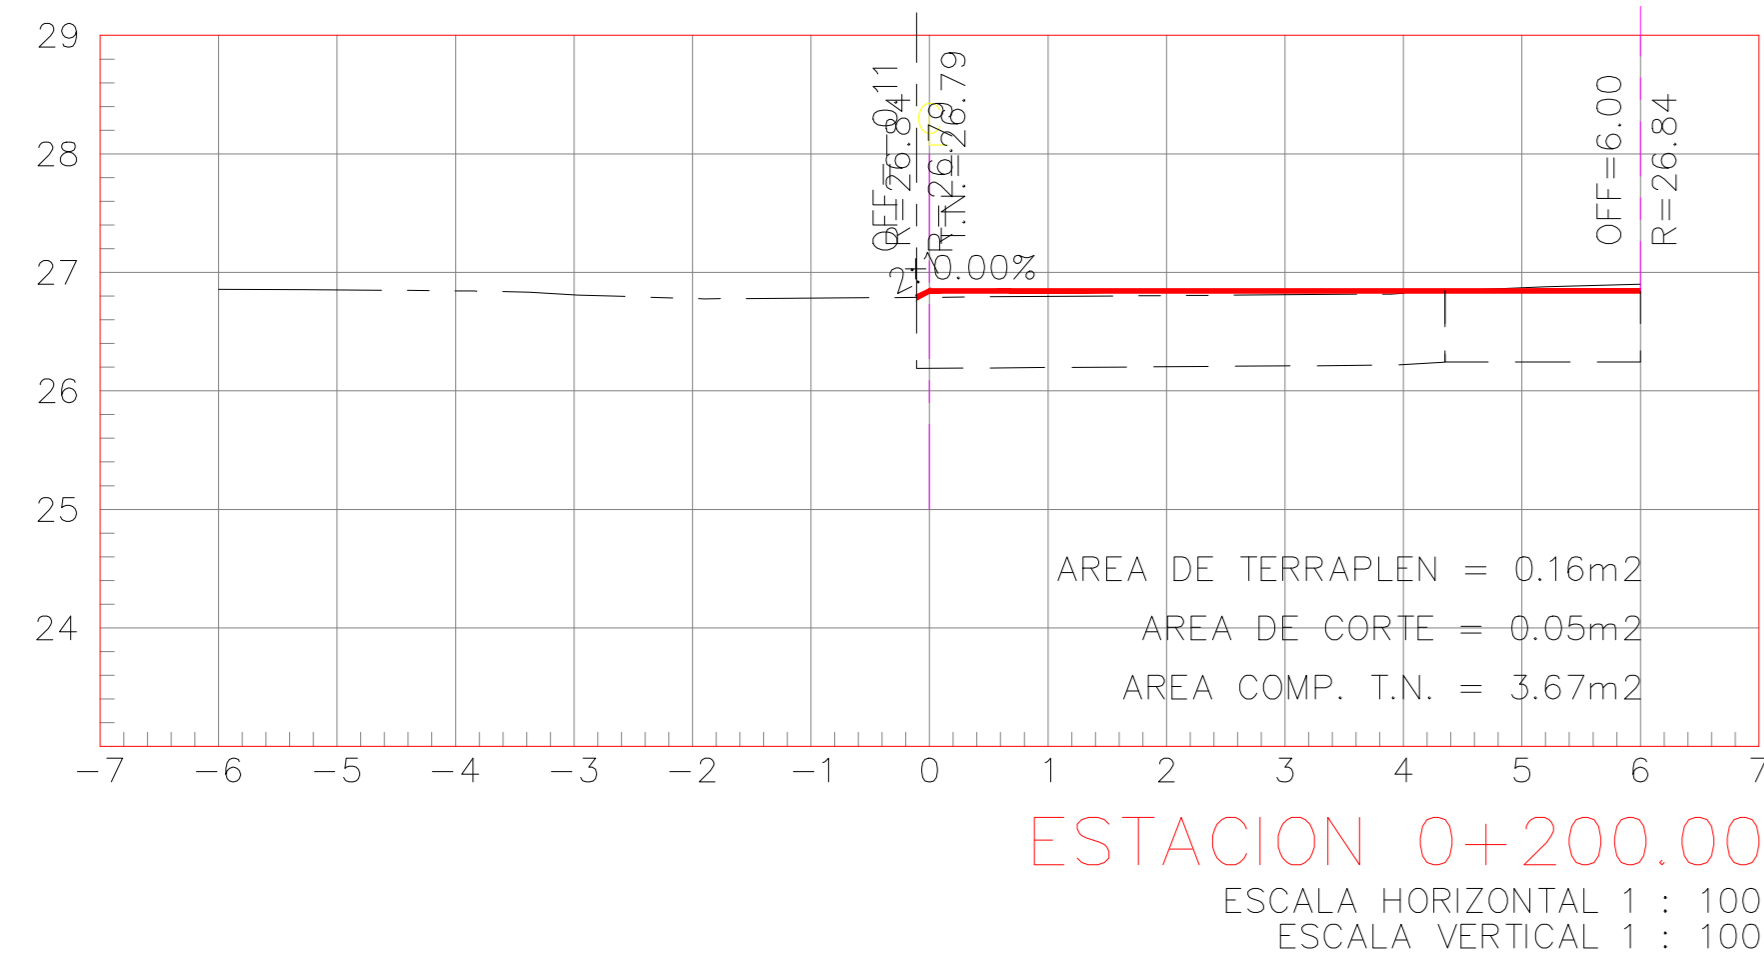 29
28
27
26
25
24
OFF=-0.11
R=26.84
R=26.79
T.N.=26.79
OFF=6.00
R=26.84
2:1
+0.00%
AREA DE TERRAPLEN = 0.16m2
AREA DE CORTE = 0.05m2
AREA COMP. T.N. = 3.67m2
-7 -6 -5 -4 -3 -2 -1 0 1 2 3 4 5 6 7
ESTACION 0+200.00
ESCALA HORIZONTAL 1 : 100
ESCALA VERTICAL 1 : 100